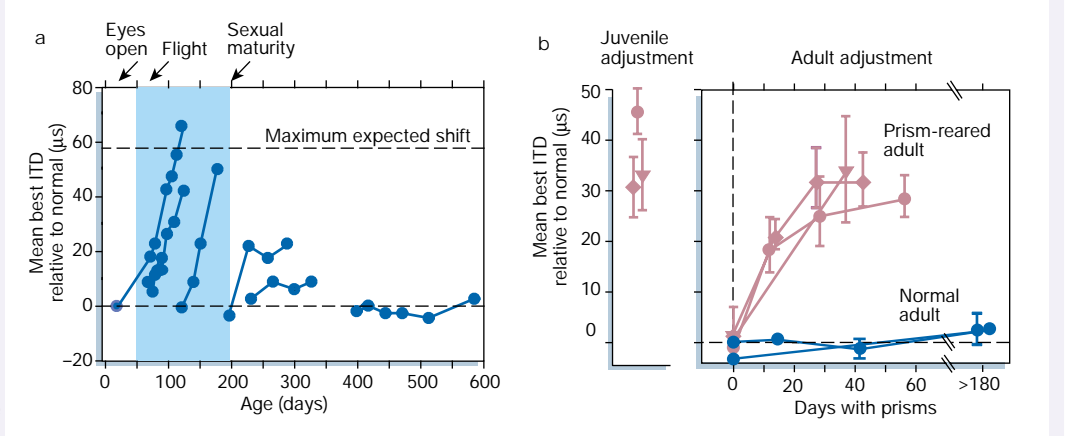 a
Eyes
open
Flight
Sexual
maturity
80
60
40
20
0
–20
Mean best ITD
relative to normal (μs)
Maximum expected shift
0 100 200 300 400 500 600
Age (days)
b
Juvenile
adjustment
Adult adjustment
50
40
30
20
10
0
Mean best ITD
relative to normal (μs)
Prism-reared
adult
Normal
adult
0 20 40 60 >180
Days with prisms